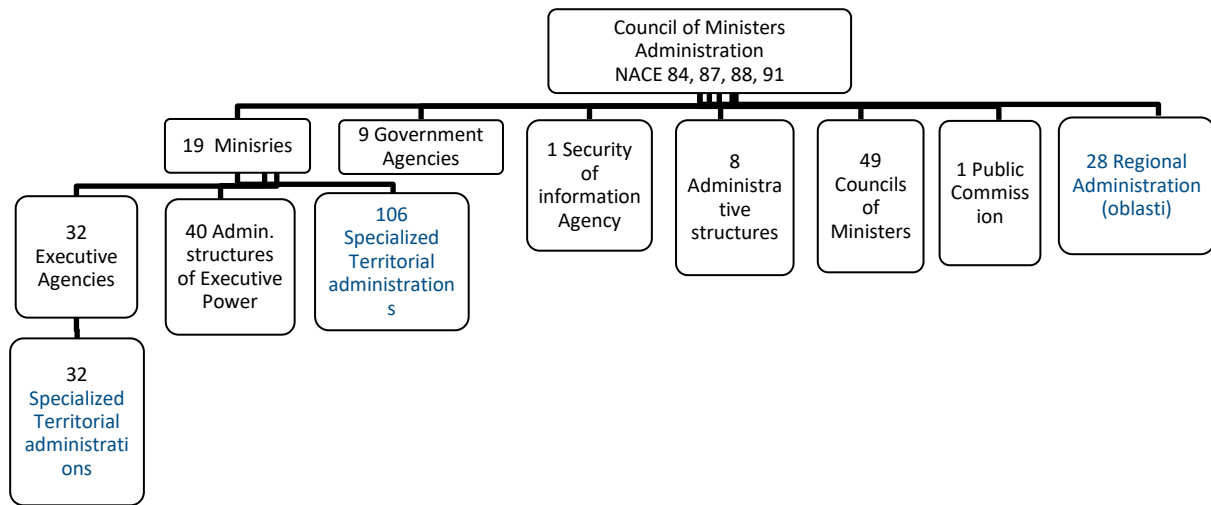 Council of Ministers
Administration
NACE 84, 87, 88, 91
19 Minisries
9 Government
Agencies
1 Security
of
information
Agency
8
Administra
tive
structures
49
Councils
of
Ministers
1 Public
Commiss
ion
28 Regional
Administration
(oblasti)
32
Executive
Agencies
40 Admin.
structures
of Executive
Power
106
Specialized
Territorial
administration
s
32
Specialized
Territorial
administrati
ons